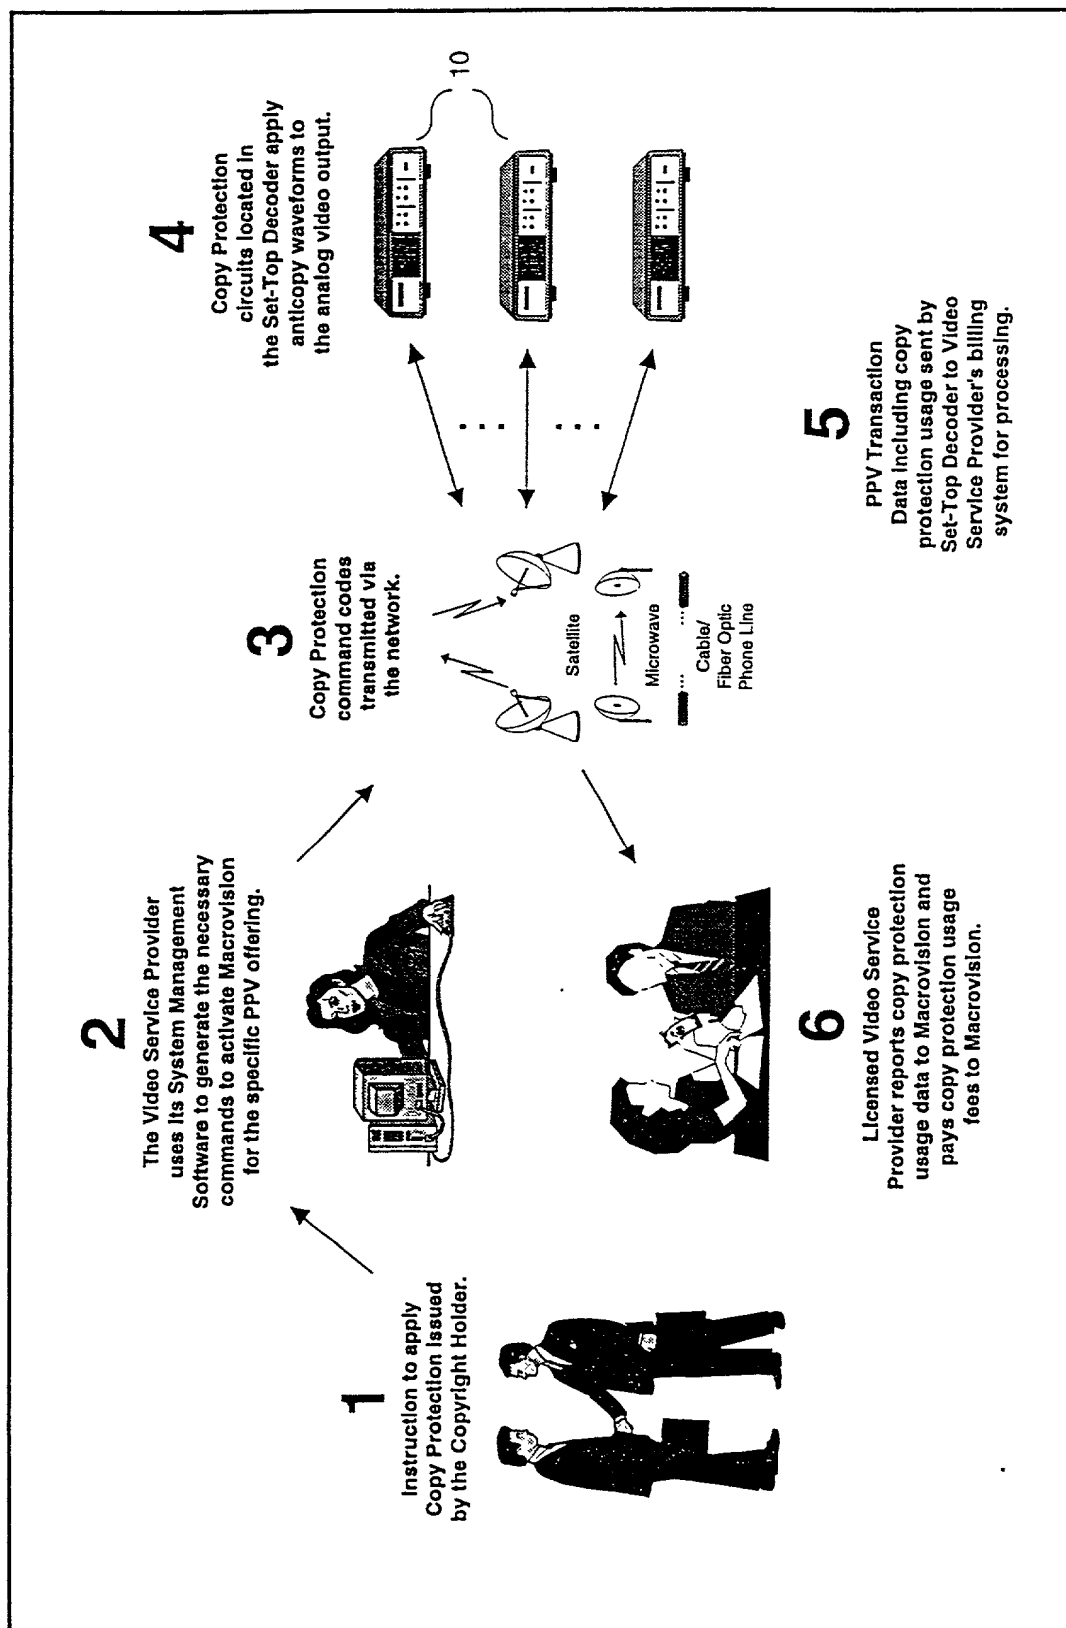 1
Instruction to apply
Copy Protection issued
by the Copyright Holder.
2
The Video Service Provider
uses its System Management
Software to generate the necessary
commands to activate Macrovision
for the specific PPV offering.
3
Copy Protection
command codes
transmitted via
the network.
Satellite
Microwave
Cable/
Fiber Optic
Phone Line
4
Copy Protection
circuits located in
the Set-Top Decoder apply
anticopy waveforms to
the analog video output.
10
5
PPV Transaction
Data including copy
protection usage sent by
Set-Top Decoder to Video
Service Provider's billing
system for processing.
6
Licensed Video Service
Provider reports copy protection
usage data to Macrovision and
pays copy protection usage
fees to Macrovision.